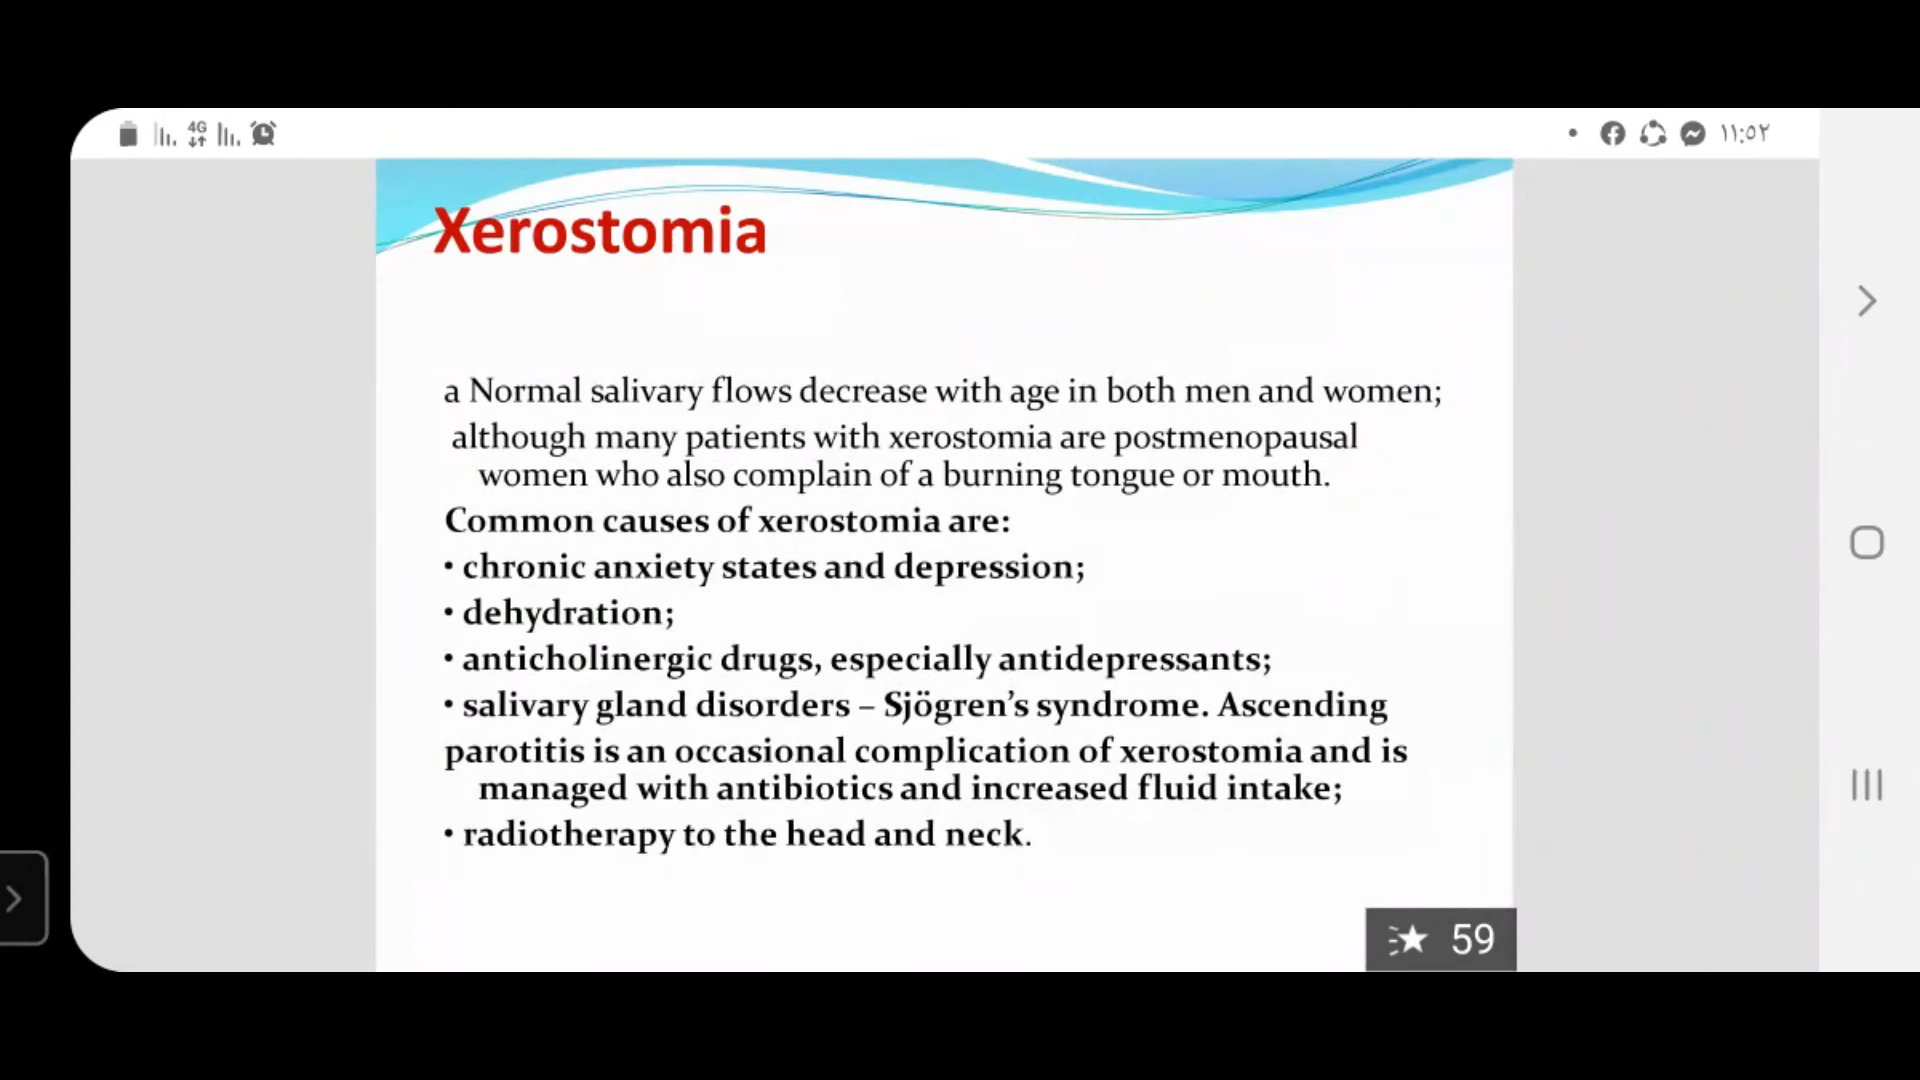 4G
١١:٥٢
Xerostomia
a Normal salivary flows decrease with age in both men and women;
although many patients with xerostomia are postmenopausal
women who also complain of a burning tongue or mouth.
Common causes of xerostomia are:
• chronic anxiety states and depression;
• dehydration;
• anticholinergic drugs, especially antidepressants;
• salivary gland disorders – Sjögren’s syndrome. Ascending
parotitis is an occasional complication of xerostomia and is
managed with antibiotics and increased fluid intake;
• radiotherapy to the head and neck.
59